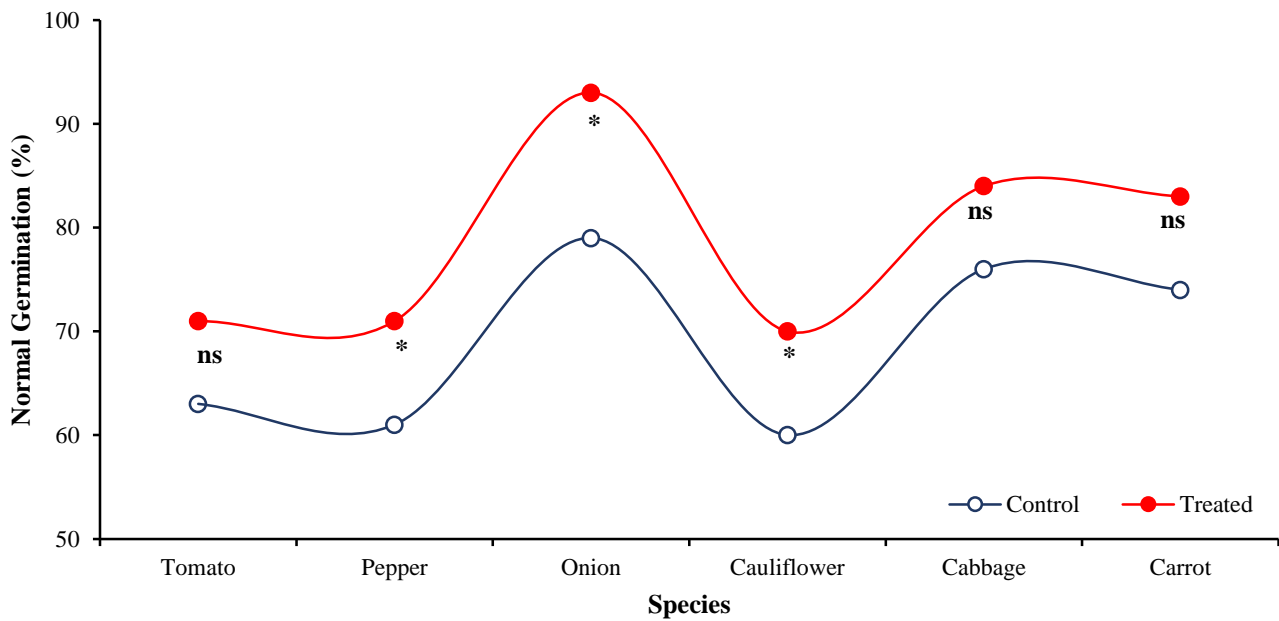 100
90
80
70
60
50
Normal Germination (%)
*
*
*
ns
ns
ns
Control
Treated
Tomato
Pepper
Onion
Cauliflower
Cabbage
Carrot
Species